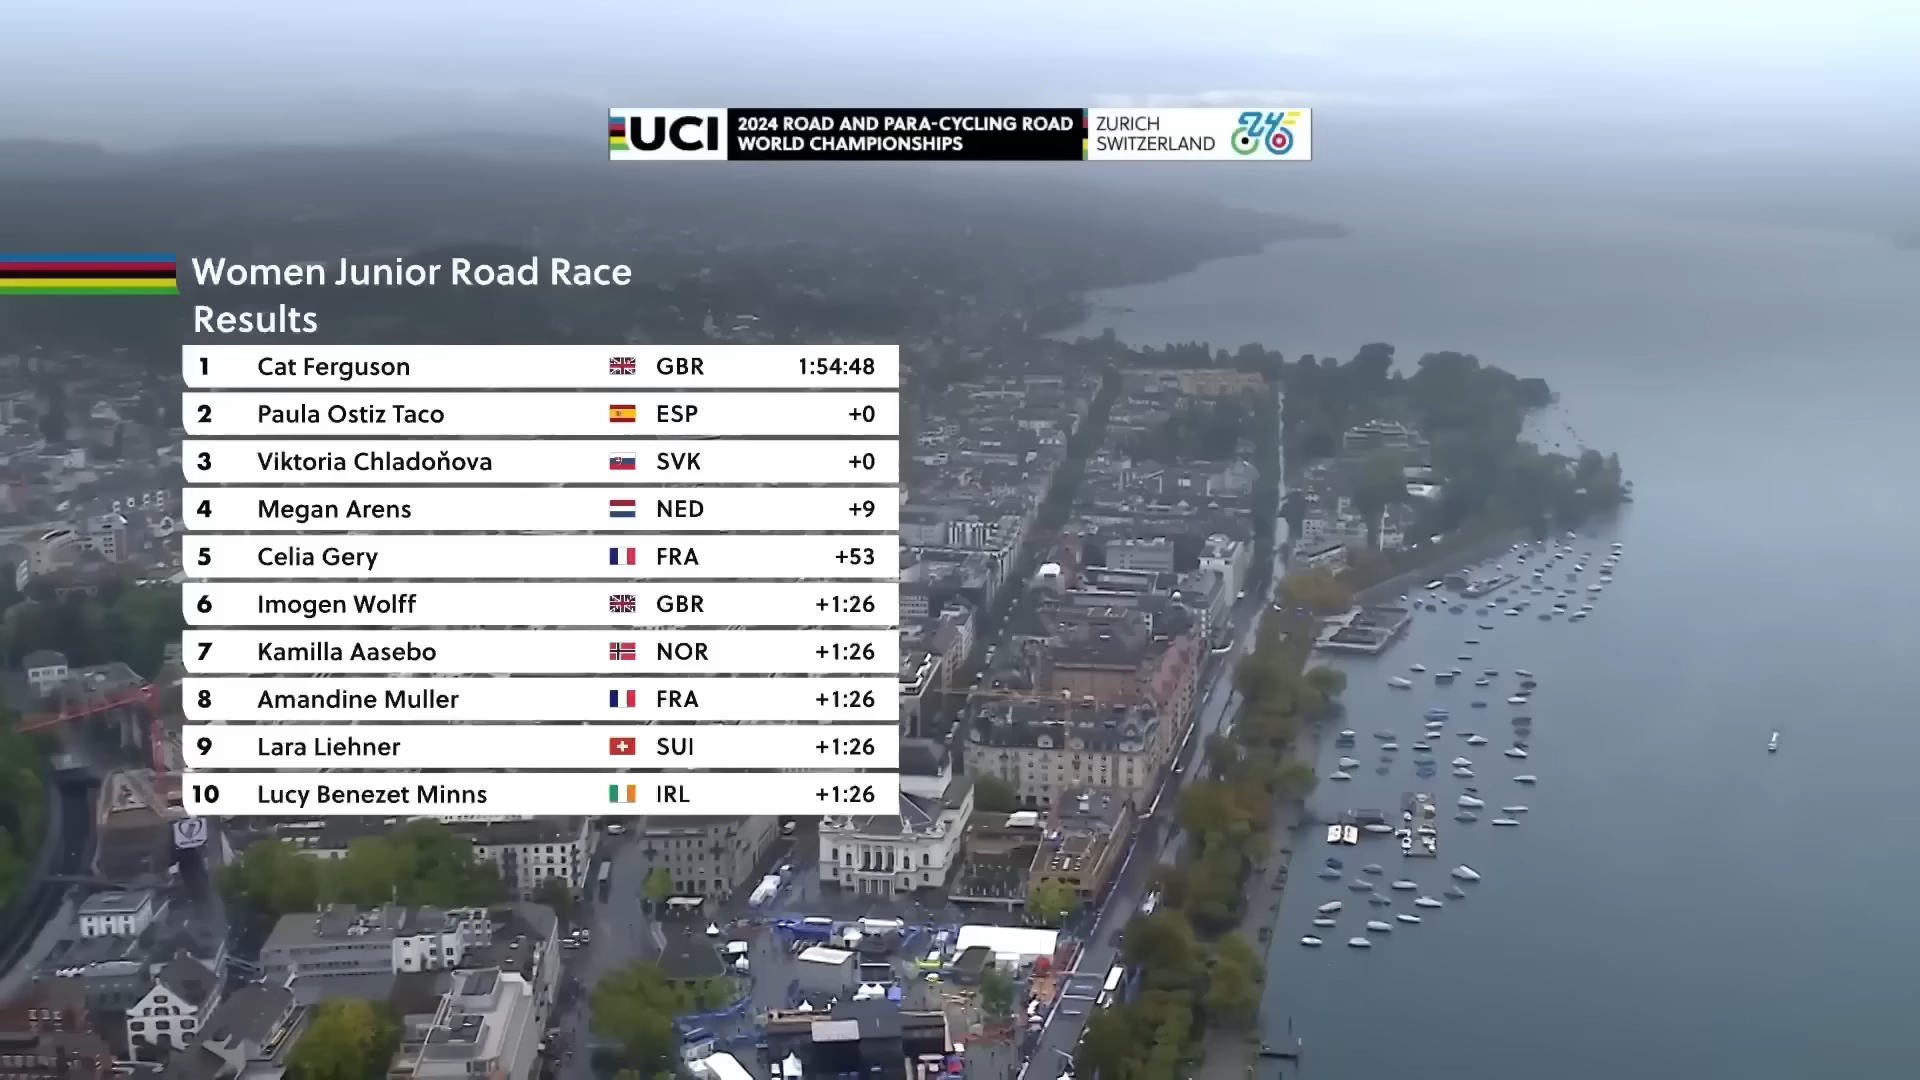 UCI
2024 ROAD AND PARA-CYCLING ROAD
WORLD CHAMPIONSHIPS
ZURICH
SWITZERLAND
24
Women Junior Road Race
Results
1 Cat Ferguson GBR 1:54:48
2 Paula Ostiz Taco ESP +0
3 Viktoria Chladoňova SVK +0
4 Megan Arens NED +9
5 Celia Gery FRA +53
6 Imogen Wolff GBR +1:26
7 Kamilla Aasebo NOR +1:26
8 Amandine Muller FRA +1:26
9 Lara Liehner SUI +1:26
10 Lucy Benezet Minns IRL +1:26